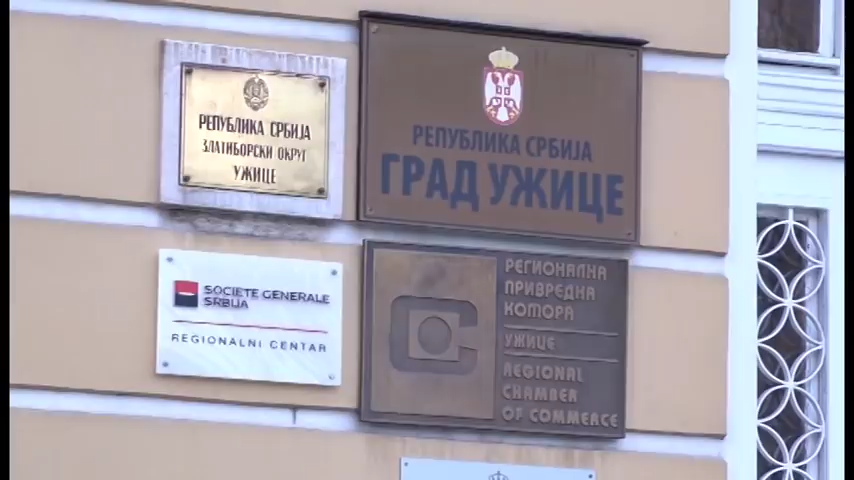 РЕПУБЛИКА СРБИЈА
ЗЛАТИБОРСКИ ОКРУГ
УЖИЦЕ
РЕПУБЛИКА СРБИЈА
ГРАД УЖИЦЕ
SOCIETE GENERALE
SRBIJA
REGIONALNI CENTAR
РЕГИОНАЛНА
ПРИВРЕДНА
КОМОРА
УЖИЦЕ
REGIONAL
CHAMBER
OF COMMERCE